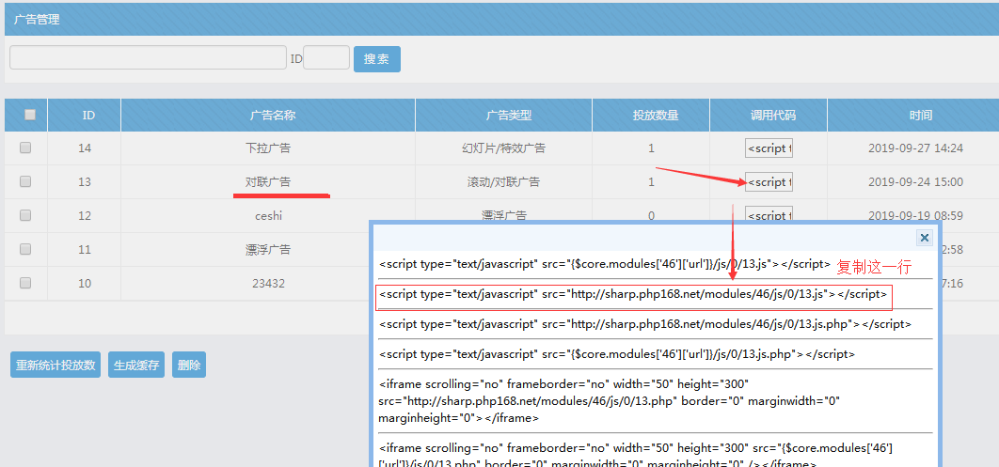 广告管理
ID 搜索
ID 广告名称 广告类型 投放数量 调用代码 时间
14 下拉广告 幻灯片/特效广告 1 <script t 2019-09-27 14:24
13 对联广告 滚动/对联广告 1 <script t 2019-09-24 15:00
12 ceshi 漂浮广告 0 <script t 2019-09-19 08:59
11 漂浮广告 2:58
10 23432 7:16
重新统计投放数 生成缓存 删除
<script type="text/javascript" src="{$core.modules['46']['url']}/js/0/13.js"></script> 复制这一行
<script type="text/javascript" src="http://sharp.php168.net/modules/46/js/0/13.js"></script>
<script type="text/javascript" src="http://sharp.php168.net/modules/46/js/0/13.js.php"></script>
<script type="text/javascript" src="{$core.modules['46']['url']}/js/0/13.js.php"></script>
<iframe scrolling="no" frameborder="no" width="50" height="300"
src="http://sharp.php168.net/modules/46/js/0/13.php" border="0" marginwidth="0"
marginheight="0"></iframe>
<iframe scrolling="no" frameborder="no" width="50" height="300" src="{$core.modules['46']
['url']}/js/0/13.php" border="0" marginwidth="0" marginheight="0" /></iframe>